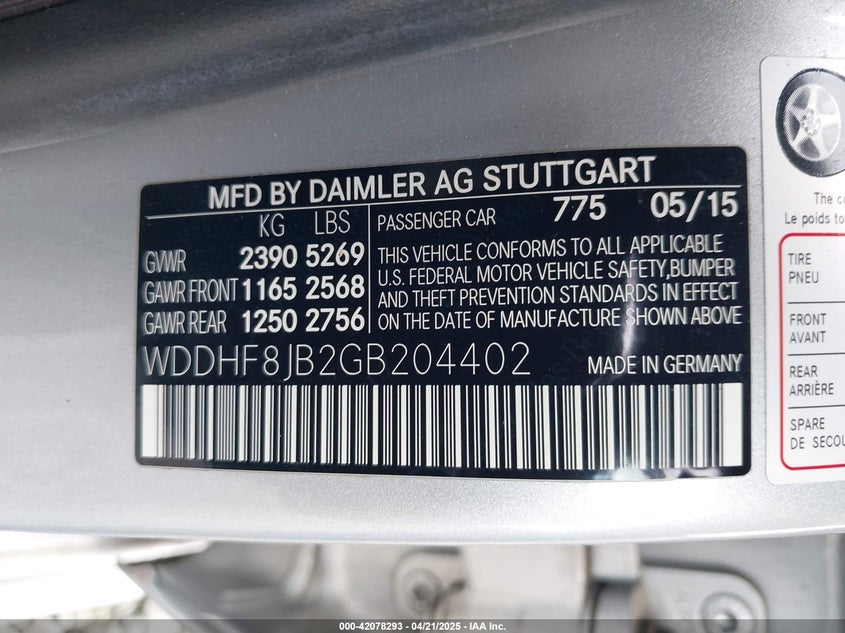 MFD BY DAIMLER AG STUTTGART
KG LBS
GVWR 2390 5269
GAWR FRONT 1165 2568
GAWR REAR 1250 2756
PASSENGER CAR 775 05/15
THIS VEHICLE CONFORMS TO ALL APPLICABLE
U.S. FEDERAL MOTOR VEHICLE SAFETY,BUMPER
AND THEFT PREVENTION STANDARDS IN EFFECT
ON THE DATE OF MANUFACTURE SHOWN ABOVE
WDDHF8JB2GB204402 MADE IN GERMANY
The
Le poids
TIRE
PNEU
FRONT
AVANT
REAR
ARRIÈRE
SPARE
DE
000-42078293 - 04/21/2025 - IAA Inc.